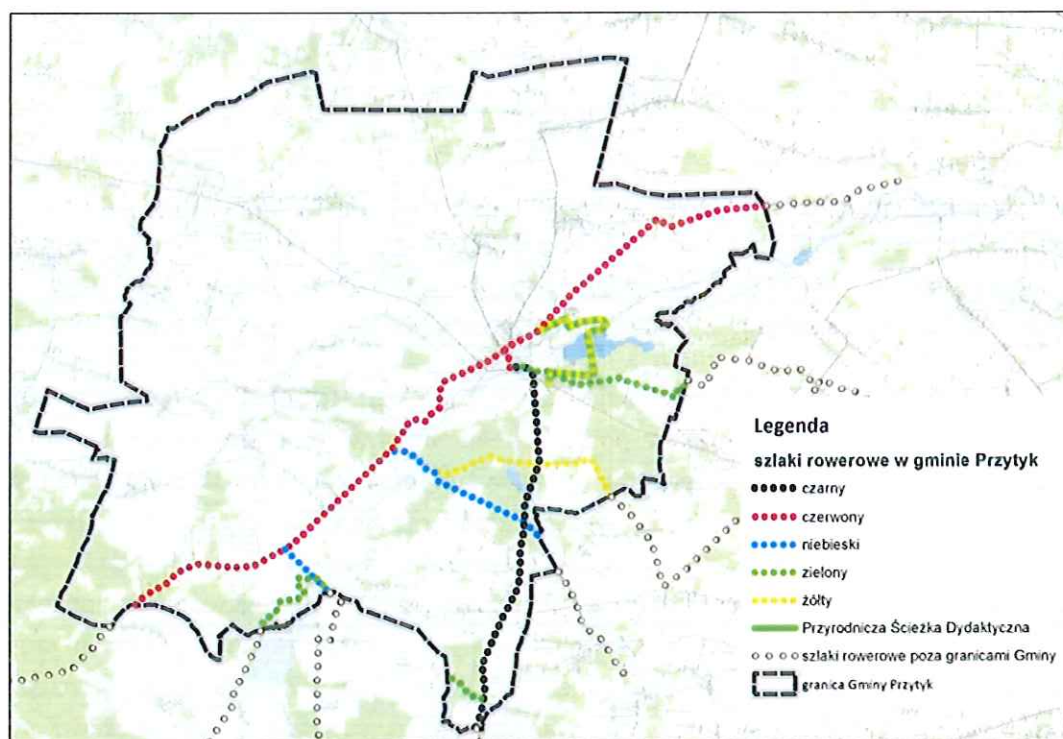 Legenda
szlaki rowerowe w gminie Przytyk
czarny
czerwony
niebieski
zielony
żółty
Przyrodnicza Ścieżka Dydaktyczna
szlaki rowerowe poza granicami Gminy
granica Gminy Przytyk